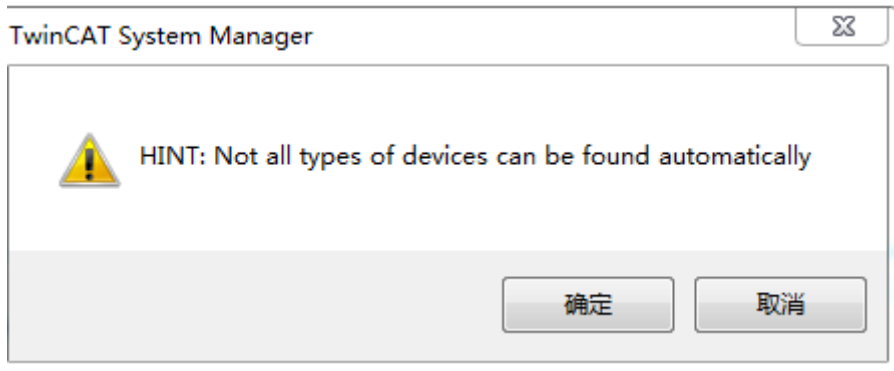 TwinCAT System Manager
HINT: Not all types of devices can be found automatically
确定 取消